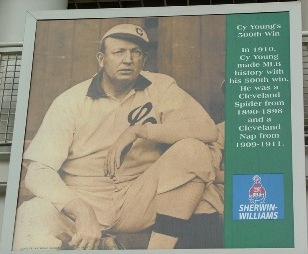 Cy Young's
500th Win
In 1910,
Cy Young
made MLB
history with
his 500th win.
He was a
Cleveland
Spider from
1890-1898
and a
Cleveland
Nap from
1909-1911.
SHERWIN-
WILLIAMS